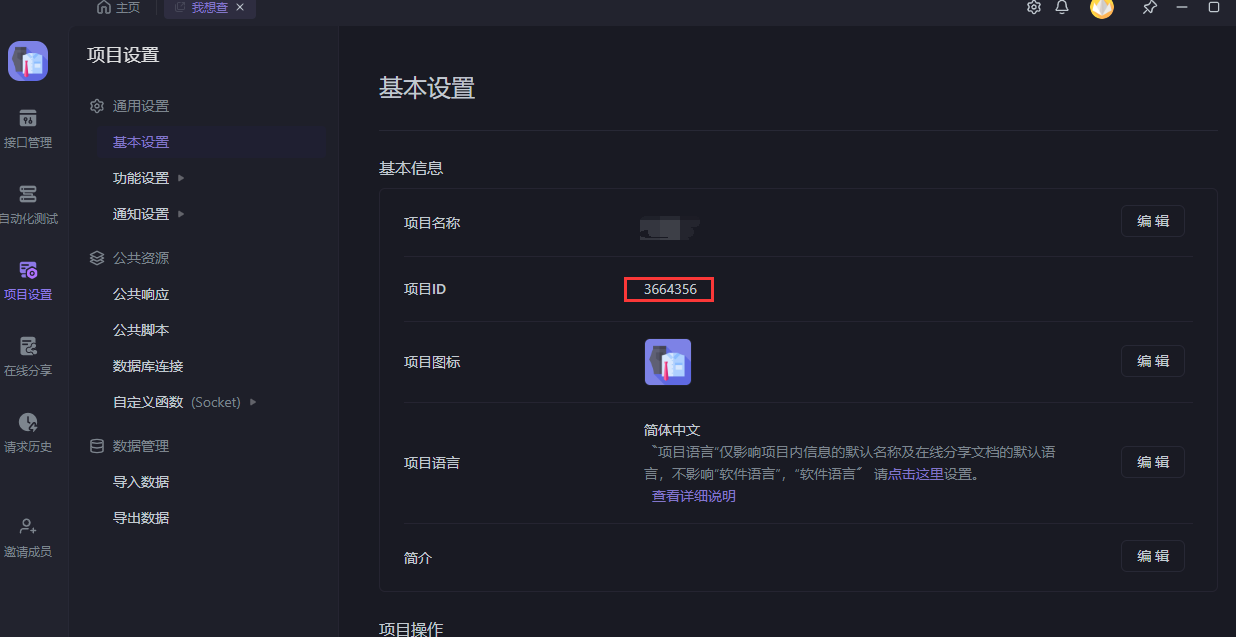 主页
我想查
项目设置
接口管理
自动化测试
项目设置
在线分享
请求历史
邀请成员
通用设置
基本设置
功能设置
通知设置
公共资源
公共响应
公共脚本
数据库连接
自定义函数 (Socket)
数据管理
导入数据
导出数据
基本设置
基本信息
项目名称
编辑
项目ID
3664356
项目图标
编辑
项目语言
简体中文
〝项目语言”仅影响项目内信息的默认名称及在线分享文档的默认语
言，不影响“软件语言”，“软件语言〞 请点击这里设置。
查看详细说明
编辑
简介
编辑
项目操作